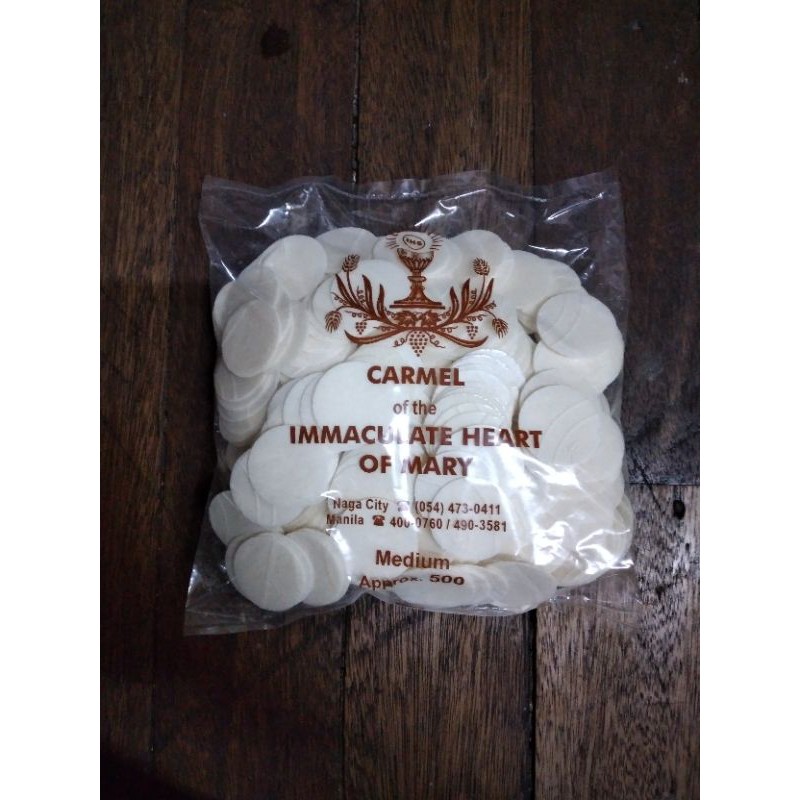 IHS
CARMEL
of the
IMMACULATE HEART
OF MARY
Naga City ☎ (054) 473-0411
Manila ☎ 400-0760 / 490-3581
Medium
Approx. 500